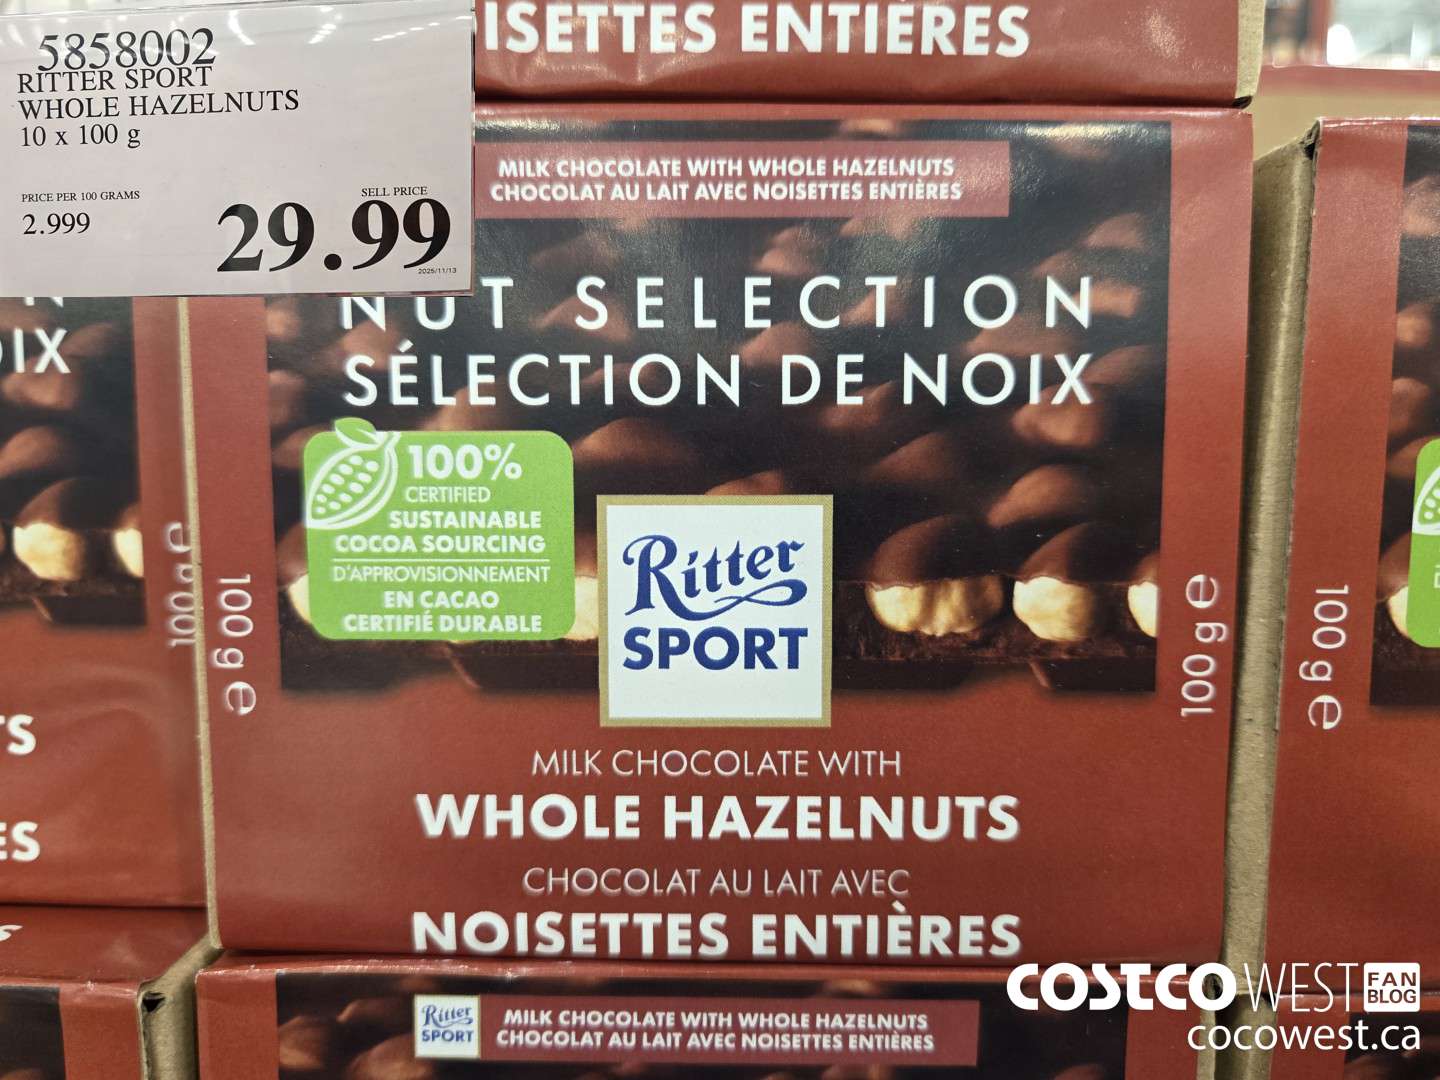 5858002
RITTER SPORT
WHOLE HAZELNUTS
10 x 100 g
PRICE PER 100 GRAMS
2.999
SELL PRICE
29.99
2025/11/13
ISETTES ENTIÈRES
MILK CHOCOLATE WITH WHOLE HAZELNUTS
CHOCOLAT AU LAIT AVEC NOISETTES ENTIÈRES
NUT SELECTION
SÉLECTION DE NOIX
100%
CERTIFIED
SUSTAINABLE
COCOA SOURCING
D'APPROVISIONNEMENT
EN CACAO
CERTIFIÉ DURABLE
Ritter
SPORT
100 g e
100 g e
MILK CHOCOLATE WITH
WHOLE HAZELNUTS
CHOCOLAT AU LAIT AVEC
NOISETTES ENTIÈRES
OIX
100 g e
TS
ES
100 g e
Ritter
SPORT
MILK CHOCOLATE WITH WHOLE HAZELNUTS
CHOCOLAT AU LAIT AVEC NOISETTES ENTIÈRES
COSTCO WEST FAN BLOG
cocowest.ca